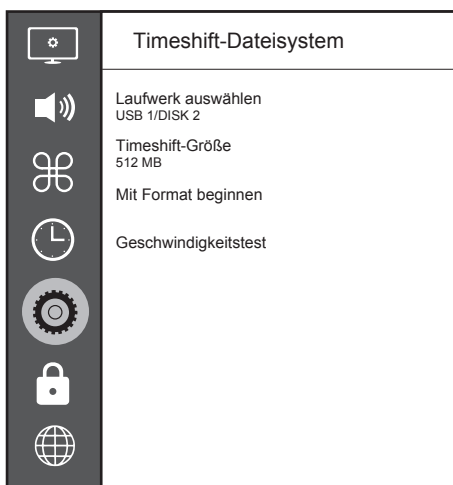 Timeshift-Dateisystem
Laufwerk auswählen
USB 1/DISK 2
Timeshift-Größe
512 MB
Mit Format beginnen
Geschwindigkeitstest